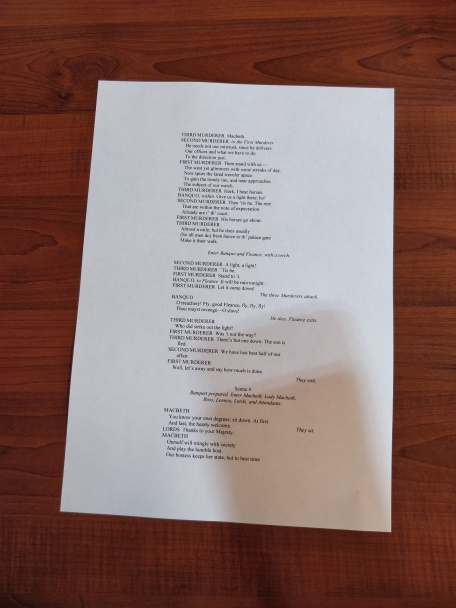 THIRD MURDERER Macbeth.
SECOND MURDERER, to the First Murderer
He needs not our mistrust, since he delivers
Our offices and what we have to do
To the direction just.
FIRST MURDERER Then stand with us.—
The west yet glimmers with some streaks of day.
Now spurs the lated traveler apace
To gain the timely inn, and near approaches
The subject of our watch.
THIRD MURDERER Hark, I hear horses.
BANQUO, within Give us a light there, ho!
SECOND MURDERER Then 'tis he. The rest
That are within the note of expectation
Already are i' th' court.
FIRST MURDERER His horses go about.
THIRD MURDERER
Almost a mile; but he does usually
(So all men do) from hence to th' palace gate
Make it their walk.
Enter Banquo and Fleance, with a torch.
SECOND MURDERER A light, a light!
THIRD MURDERER 'Tis he.
FIRST MURDERER Stand to 't.
BANQUO, to Fleance It will be rain tonight.
FIRST MURDERER Let it come down!
The three Murderers attack.
BANQUO
O treachery! Fly, good Fleance, fly, fly, fly!
Thou mayst revenge—O slave!
He dies. Fleance exits.
THIRD MURDERER
Who did strike out the light?
FIRST MURDERER Was 't not the way?
THIRD MURDERER There's but one down. The son is
fled.
SECOND MURDERER We have lost best half of our
affair.
FIRST MURDERER
Well, let's away and say how much is done.
They exit.
Scene 4
Banquet prepared. Enter Macbeth, Lady Macbeth,
Ross, Lennox, Lords, and Attendants.
MACBETH
You know your own degrees; sit down. At first
And last, the hearty welcome.
They sit.
LORDS Thanks to your Majesty.
MACBETH
Ourself will mingle with society
And play the humble host.
Our hostess keeps her state, but in best time